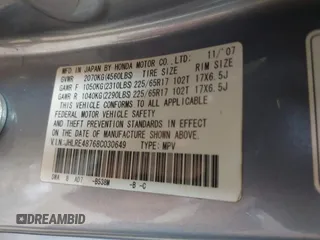 MFD. IN JAPAN BY HONDA MOTOR CO., LTD. 11/'07
GVWR 2070KG(4560LBS) TIRE SIZE RIM SIZE
GAWR F 1050KG(2310LBS) 225/65R17 102T 17X6.5J
GAWR R 1040KG(2290LBS) 225/65R17 102T 17X6.5J
THIS VEHICLE CONFORMS TO ALL APPLICABLE
FEDERAL MOTOR VEHICLE SAFETY AND
THEFT PREVENTION STANDARDS IN EFFECT ON
THE DATE OF MANUFACTURE SHOWN ABOVE.
V.I.N.:JHLRE48768C030649 TYPE: MPV
SWA -B -C
DREAMBID